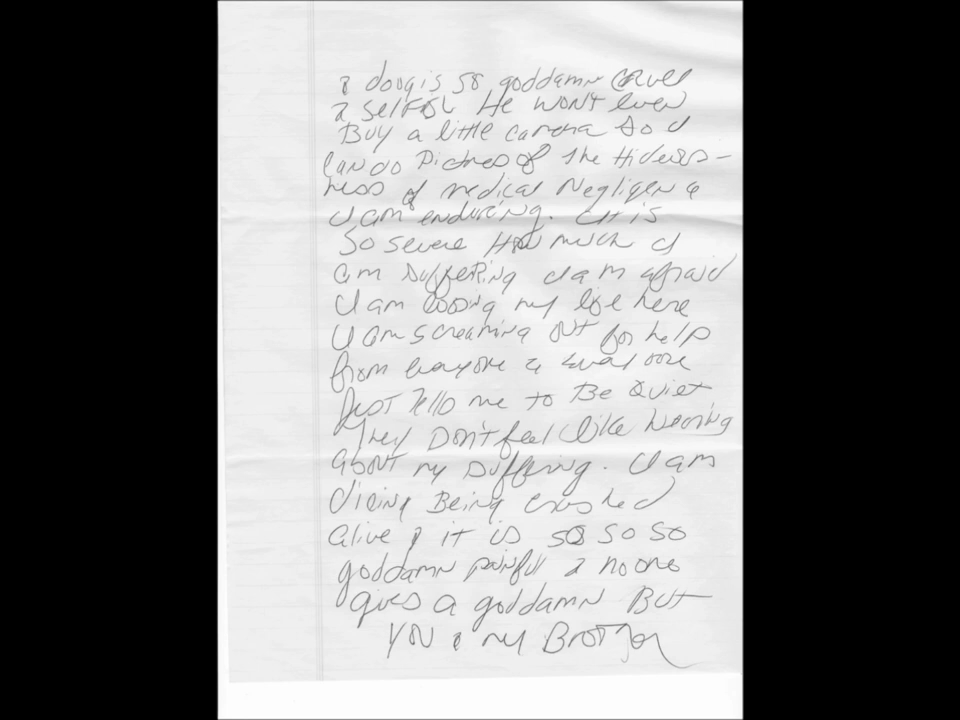 & doug is so goddamn cruel
& selfish He won't even
Buy a little camera so I
can do Pictures of the Hideous-
ness of medical Negligence
I am enduring. It is
So severe How much I
am suffering I am afraid
I am loosing my life here
I am screaming out for help
from everyone &
Just Tells me to Be Quiet
They Don't feel like hearing
about my suffering. I am
Being crushed
alive & it is so so so
goddamn painful & no one
gives a goddamn But
YOU & my Brother